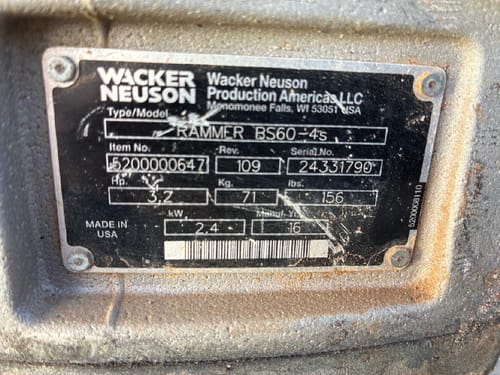 WACKER NEUSON
Wacker Neuson
Production Americas LLC
Menomonee Falls, WI 53051 USA
Type/Model
RAMMER BS60-4s
Item No. Rev. Serial No.
5200000647 109 24331790
Hp. Kg. lbs.
3.2 71 156
kW Manuf. Yr.
MADE IN USA 2.4 16
5200008110